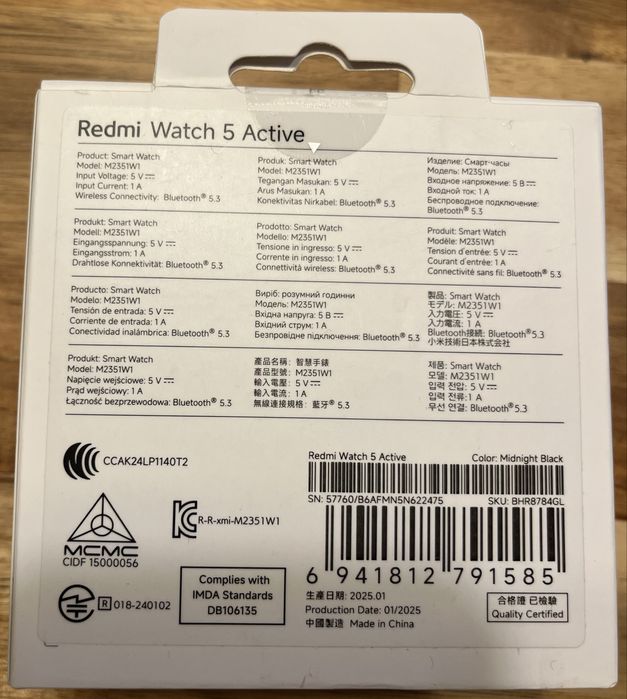 Redmi Watch 5 Active
Product: Smart Watch
Model: M2351W1
Input Voltage: 5 V⎓
Input Current: 1 A
Wireless Connectivity: Bluetooth® 5.3
Produk: Smart Watch
Model: M2351W1
Tegangan Masukan: 5 V⎓
Arus Masukan: 1 A
Konektivitas Nirkabel: Bluetooth® 5.3
Изделие: Смарт-часы
Модель: M2351W1
Входное напряжение: 5 В⎓
Входной ток: 1 А
Беспроводное подключение:
Bluetooth® 5.3
Produkt: Smart Watch
Modell: M2351W1
Eingangsspannung: 5 V⎓
Eingangsstrom: 1 A
Drahtlose Konnektivität: Bluetooth® 5.3
Prodotto: Smart Watch
Modello: M2351W1
Tensione in ingresso: 5 V⎓
Corrente in ingresso: 1 A
Connettività wireless: Bluetooth® 5.3
Produit: Smart Watch
Modèle: M2351W1
Tension d'entrée: 5 V⎓
Courant d'entrée: 1 A
Connectivité sans fil: Bluetooth® 5.3
Producto: Smart Watch
Modelo: M2351W1
Tensión de entrada: 5 V⎓
Corriente de entrada: 1 A
Conectividad inalámbrica: Bluetooth® 5.3
Виріб: розумний годинник
Модель: M2351W1
Вхідна напруга: 5 В⎓
Вхідний струм: 1 А
Безпровідне підключення: Bluetooth® 5.3
製品: Smart Watch
モデル: M2351W1
入力電圧: 5 V⎓
入力電流: 1 A
Bluetooth接続: Bluetooth® 5.3
小米技術日本株式会社
Produkt: Smart Watch
Model: M2351W1
Napięcie wejściowe: 5 V⎓
Prąd wejściowy: 1 A
Łączność bezprzewodowa: Bluetooth® 5.3
產品名稱: 智慧手錶
產品型號: M2351W1
輸入電壓: 5 V⎓
輸入電流: 1 A
無線連接規格: 藍牙® 5.3
제품: Smart Watch
모델: M2351W1
입력 전압: 5 V⎓
입력 전류: 1 A
무선 연결: Bluetooth® 5.3
CCAK24LP1140T2
MCMC
CIDF 15000056
R-R-xmi-M2351W1
R 018-240102
Complies with
IMDA Standards
DB106135
Redmi Watch 5 Active Color: Midnight Black
SN: 57760/B6AFMN5N622475 SKU: BHR8784GL
6 941812 791585
生產日期: 2025.01
Production Date: 01/2025
中國製造 Made in China
合格證 已檢驗
Quality Certified